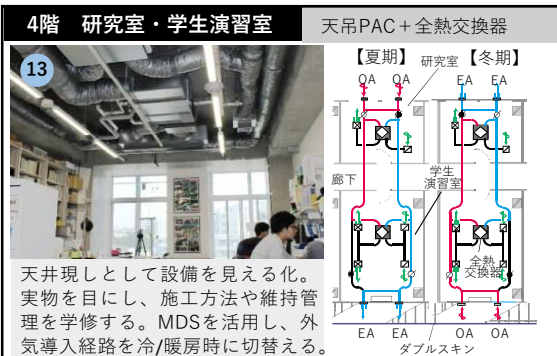 4階　研究室・学生演習室
天吊PAC＋全熱交換器
13
【夏期】
研究室
【冬期】
OA
OA
EA
EA
廊下
学生
演習室
全熱
交換器
EA
EA
OA
OA
ダブルスキン
天井現しとして設備を見える化。
実物を目にし、施工方法や維持管
理を学修する。MDSを活用し、外
気導入経路を冷/暖房時に切替える。